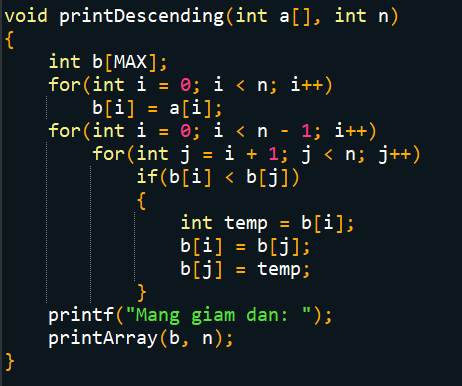 void printDescending(int a[], int n)
{
    int b[MAX];
    for(int i = 0; i < n; i++)
        b[i] = a[i];
    for(int i = 0; i < n - 1; i++)
        for(int j = i + 1; j < n; j++)
            if(b[i] < b[j])
            {
                int temp = b[i];
                b[i] = b[j];
                b[j] = temp;
            }
    printf("Mang giam dan: ");
    printArray(b, n);
}